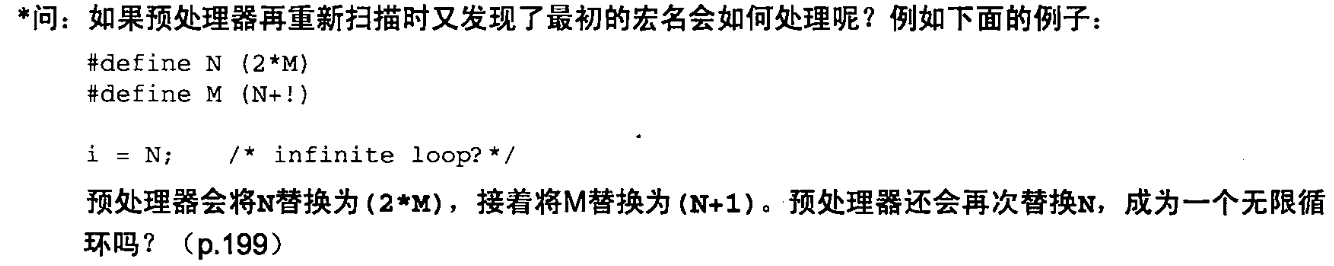 *问：如果预处理器再重新扫描时又发现了最初的宏名会如何处理呢？例如下面的例子：
#define N (2*M)
#define M (N+!)
i = N;    /* infinite loop?*/
预处理器会将N替换为(2*M)，接着将M替换为(N+1)。预处理器还会再次替换N，成为一个无限循
环吗？（p.199）